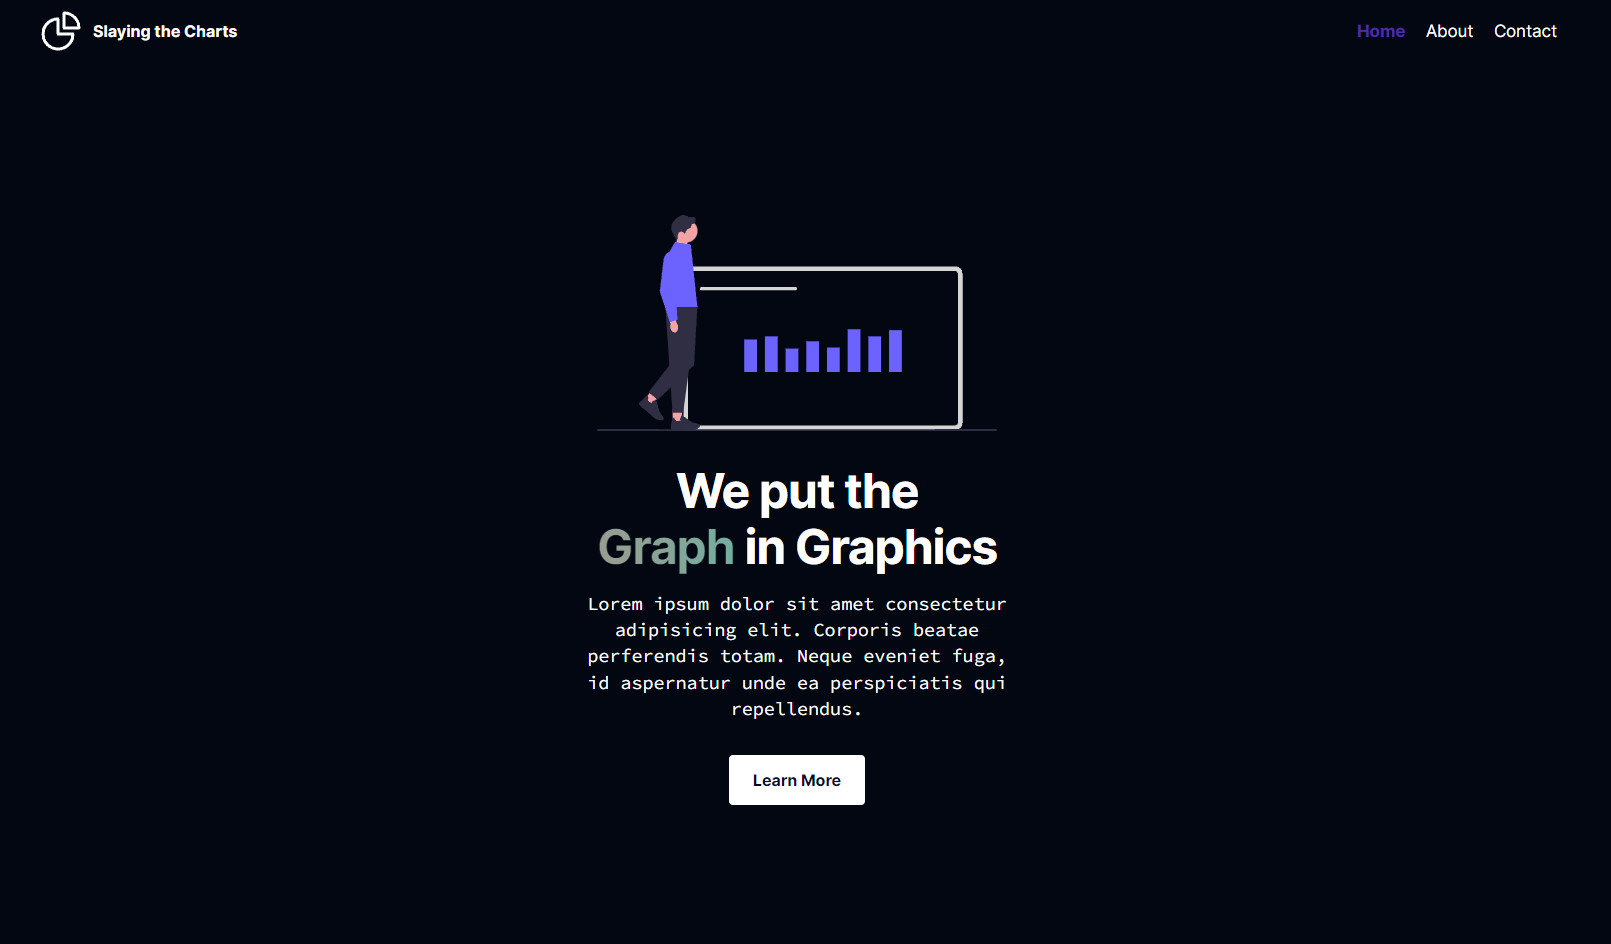 Slaying the Charts
Home
About
Contact
We put the
Graph in Graphics
Lorem ipsum dolor sit amet consectetur
adipisicing elit. Corporis beatae
perferendis totam. Neque eveniet fuga,
id aspernatur unde ea perspiciatis qui
repellendus.
Learn More